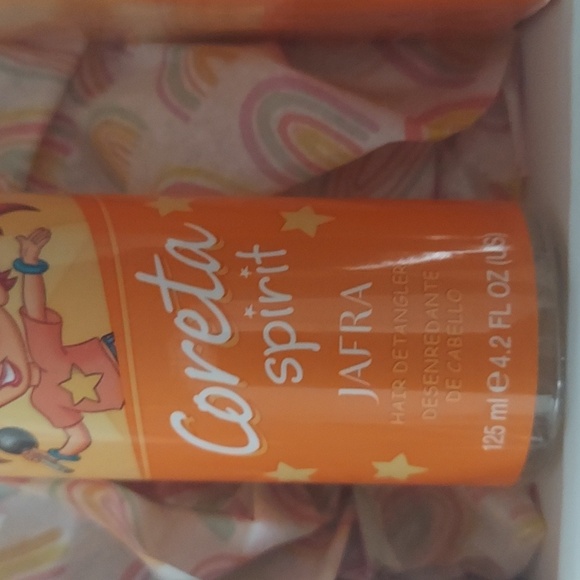 Coreta
spirit
JAFRA
HAIR DETANGLER
DESENREDANTE
DE CABELLO
125 ml e 4.2 FL OZ (US)